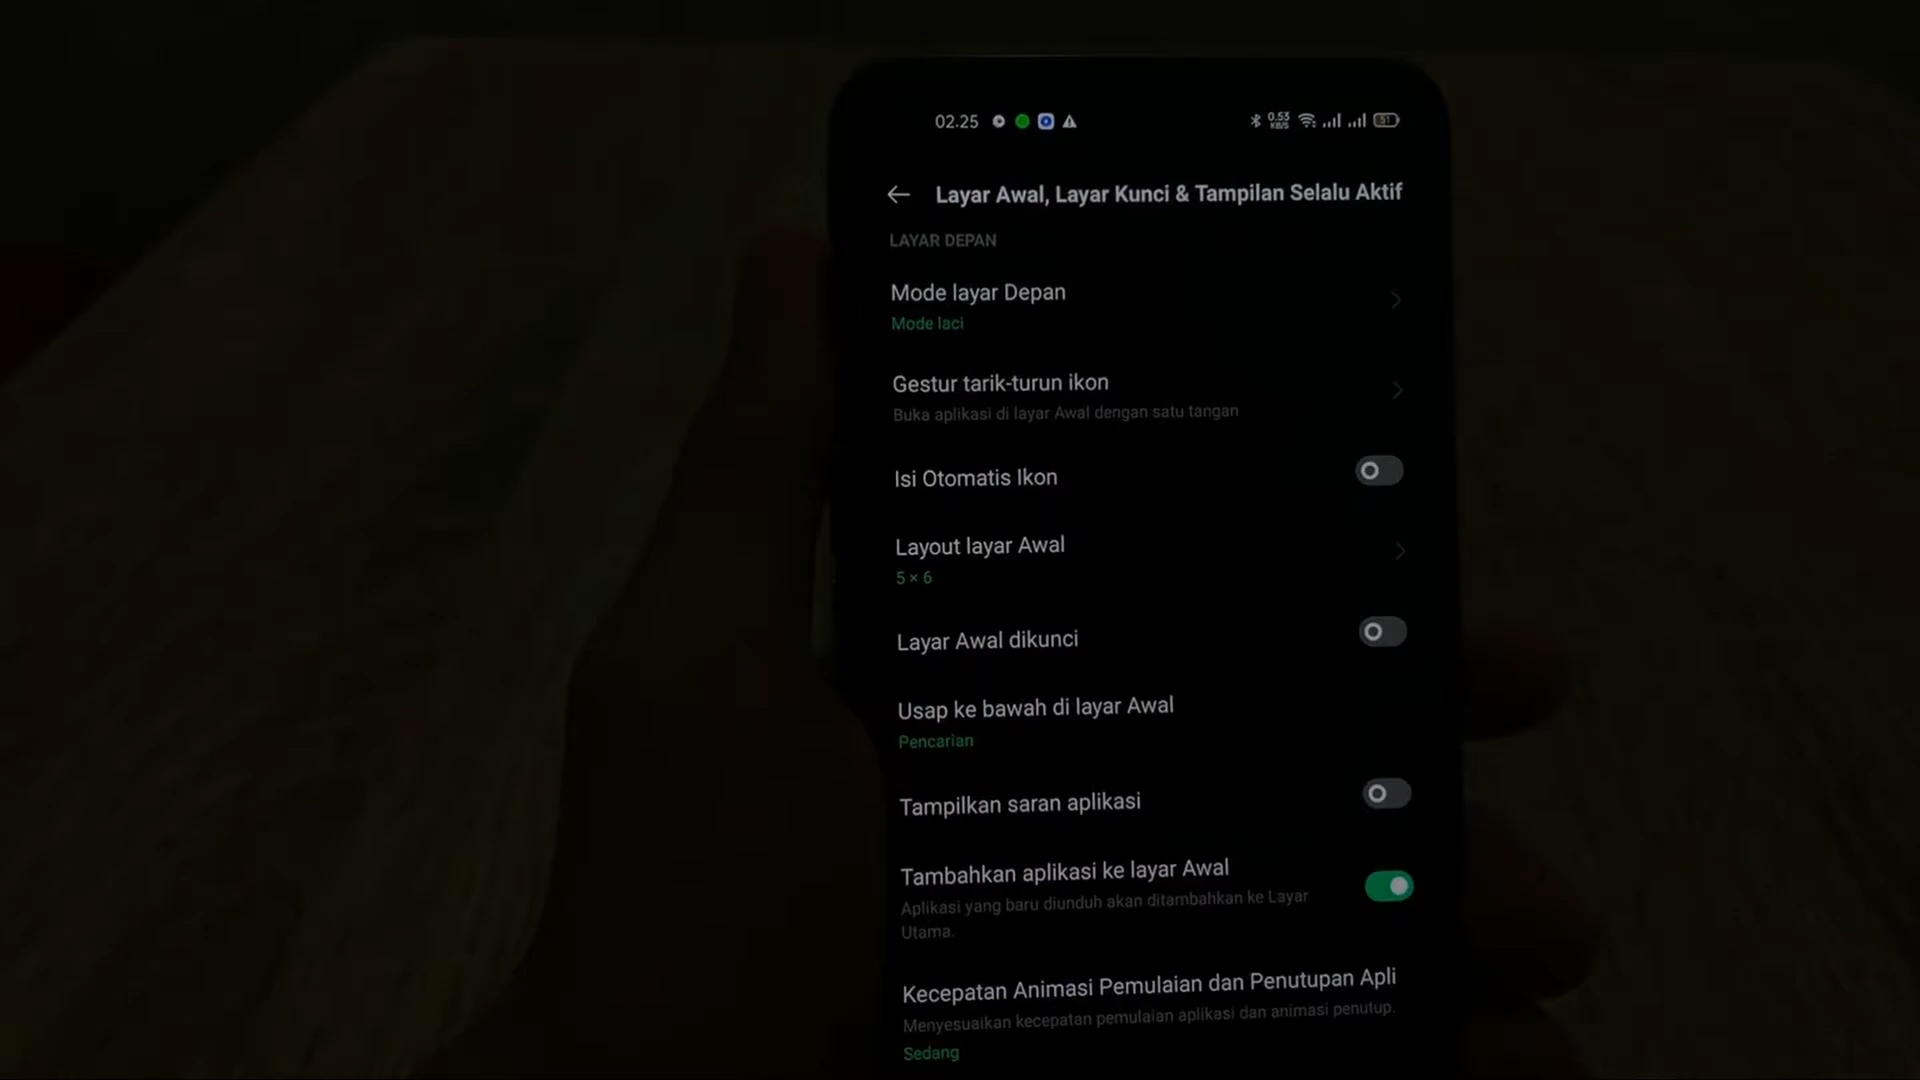 02.25 0.53 KB/S 51
Layar Awal, Layar Kunci & Tampilan Selalu Aktif
LAYAR DEPAN
Mode layar Depan
Mode laci
Gestur tarik-turun ikon
Buka aplikasi di layar Awal dengan satu tangan
Isi Otomatis Ikon
Layout layar Awal
5 × 6
Layar Awal dikunci
Usap ke bawah di layar Awal
Pencarian
Tampilkan saran aplikasi
Tambahkan aplikasi ke layar Awal
Aplikasi yang baru diunduh akan ditambahkan ke Layar
Utama.
Kecepatan Animasi Pemulaian dan Penutupan Apli
Menyesuaikan kecepatan pemulaian aplikasi dan animasi penutup.
Sedang